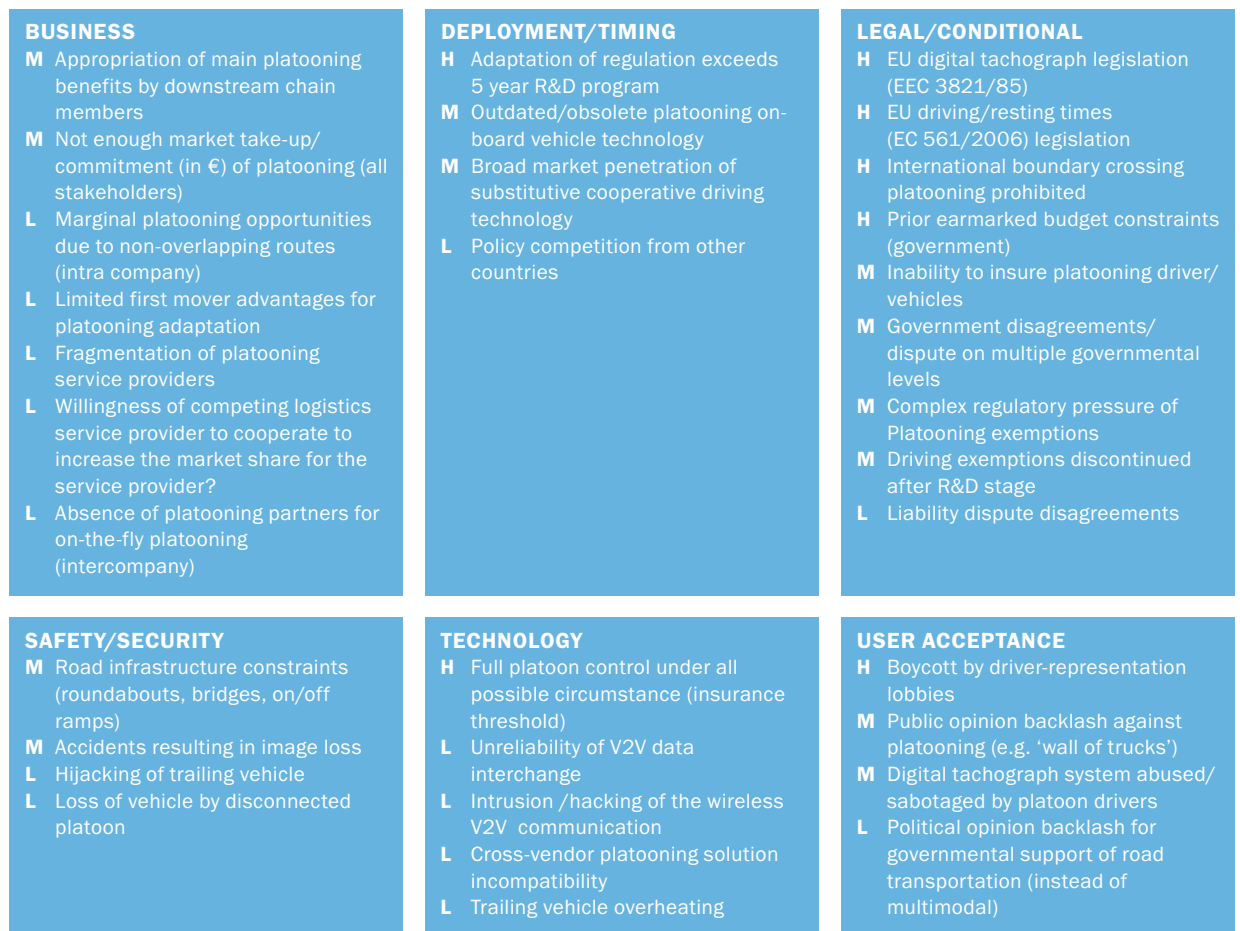 BUSINESS
M Appropriation of main platooning
benefits by downstream chain
members
M Not enough market take-up/
commitment (in €) of platooning (all
stakeholders)
L Marginal platooning opportunities
due to non-overlapping routes
(intra company)
L Limited first mover advantages for
platooning adaptation
L Fragmentation of platooning
service providers
L Willingness of competing logistics
service provider to cooperate to
increase the market share for the
service provider?
L Absence of platooning partners for
on-the-fly platooning
(intercompany)
DEPLOYMENT/TIMING
H Adaptation of regulation exceeds
5 year R&D program
M Outdated/obsolete platooning on-
board vehicle technology
M Broad market penetration of
substitutive cooperative driving
technology
L Policy competition from other
countries
LEGAL/CONDITIONAL
H EU digital tachograph legislation
(EEC 3821/85)
H EU driving/resting times
(EC 561/2006) legislation
H International boundary crossing
platooning prohibited
H Prior earmarked budget constraints
(government)
M Inability to insure platooning driver/
vehicles
M Government disagreements/
dispute on multiple governmental
levels
M Complex regulatory pressure of
Platooning exemptions
M Driving exemptions discontinued
after R&D stage
L Liability dispute disagreements
SAFETY/SECURITY
M Road infrastructure constraints
(roundabouts, bridges, on/off
ramps)
M Accidents resulting in image loss
L Hijacking of trailing vehicle
L Loss of vehicle by disconnected
platoon
TECHNOLOGY
H Full platoon control under all
possible circumstance (insurance
threshold)
L Unreliability of V2V data
interchange
L Intrusion /hacking of the wireless
V2V communication
L Cross-vendor platooning solution
incompatibility
L Trailing vehicle overheating
USER ACCEPTANCE
H Boycott by driver-representation
lobbies
M Public opinion backlash against
platooning (e.g. ‘wall of trucks’)
M Digital tachograph system abused/
sabotaged by platoon drivers
L Political opinion backlash for
governmental support of road
transportation (instead of
multimodal)